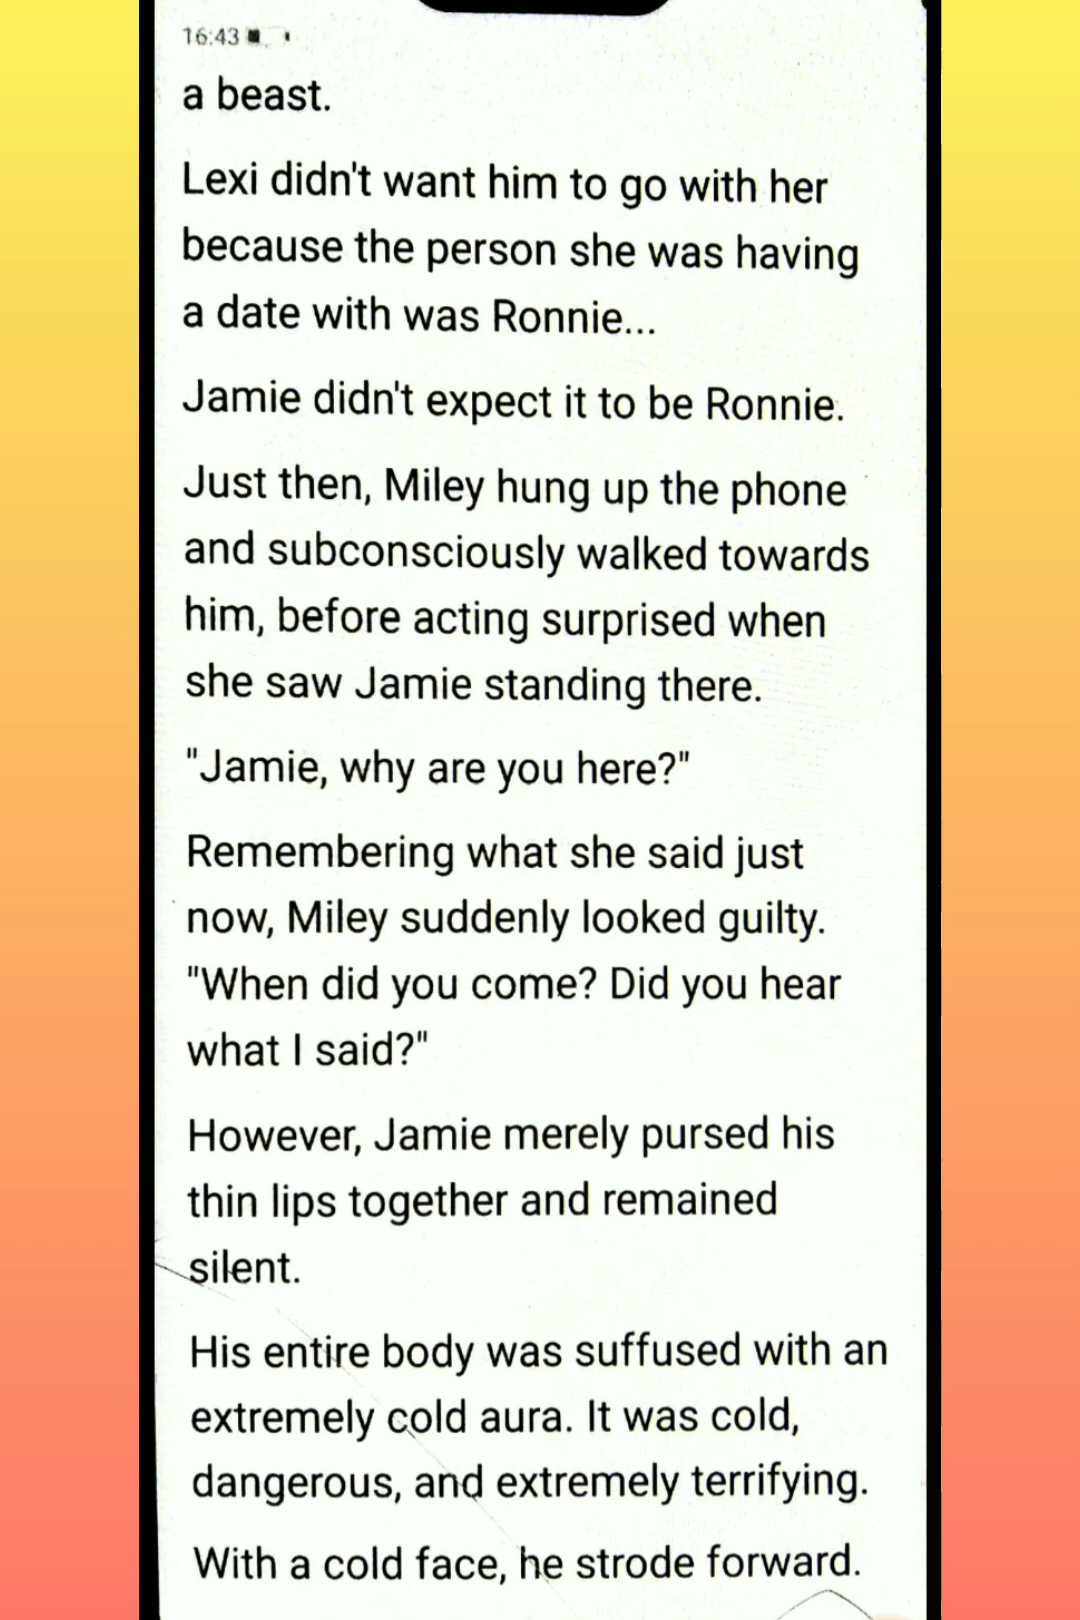 16:43
a beast.
Lexi didn't want him to go with her
because the person she was having
a date with was Ronnie...
Jamie didn't expect it to be Ronnie.
Just then, Miley hung up the phone
and subconsciously walked towards
him, before acting surprised when
she saw Jamie standing there.
"Jamie, why are you here?"
Remembering what she said just
now, Miley suddenly looked guilty.
"When did you come? Did you hear
what I said?"
However, Jamie merely pursed his
thin lips together and remained
silent.
His entire body was suffused with an
extremely cold aura. It was cold,
dangerous, and extremely terrifying.
With a cold face, he strode forward.